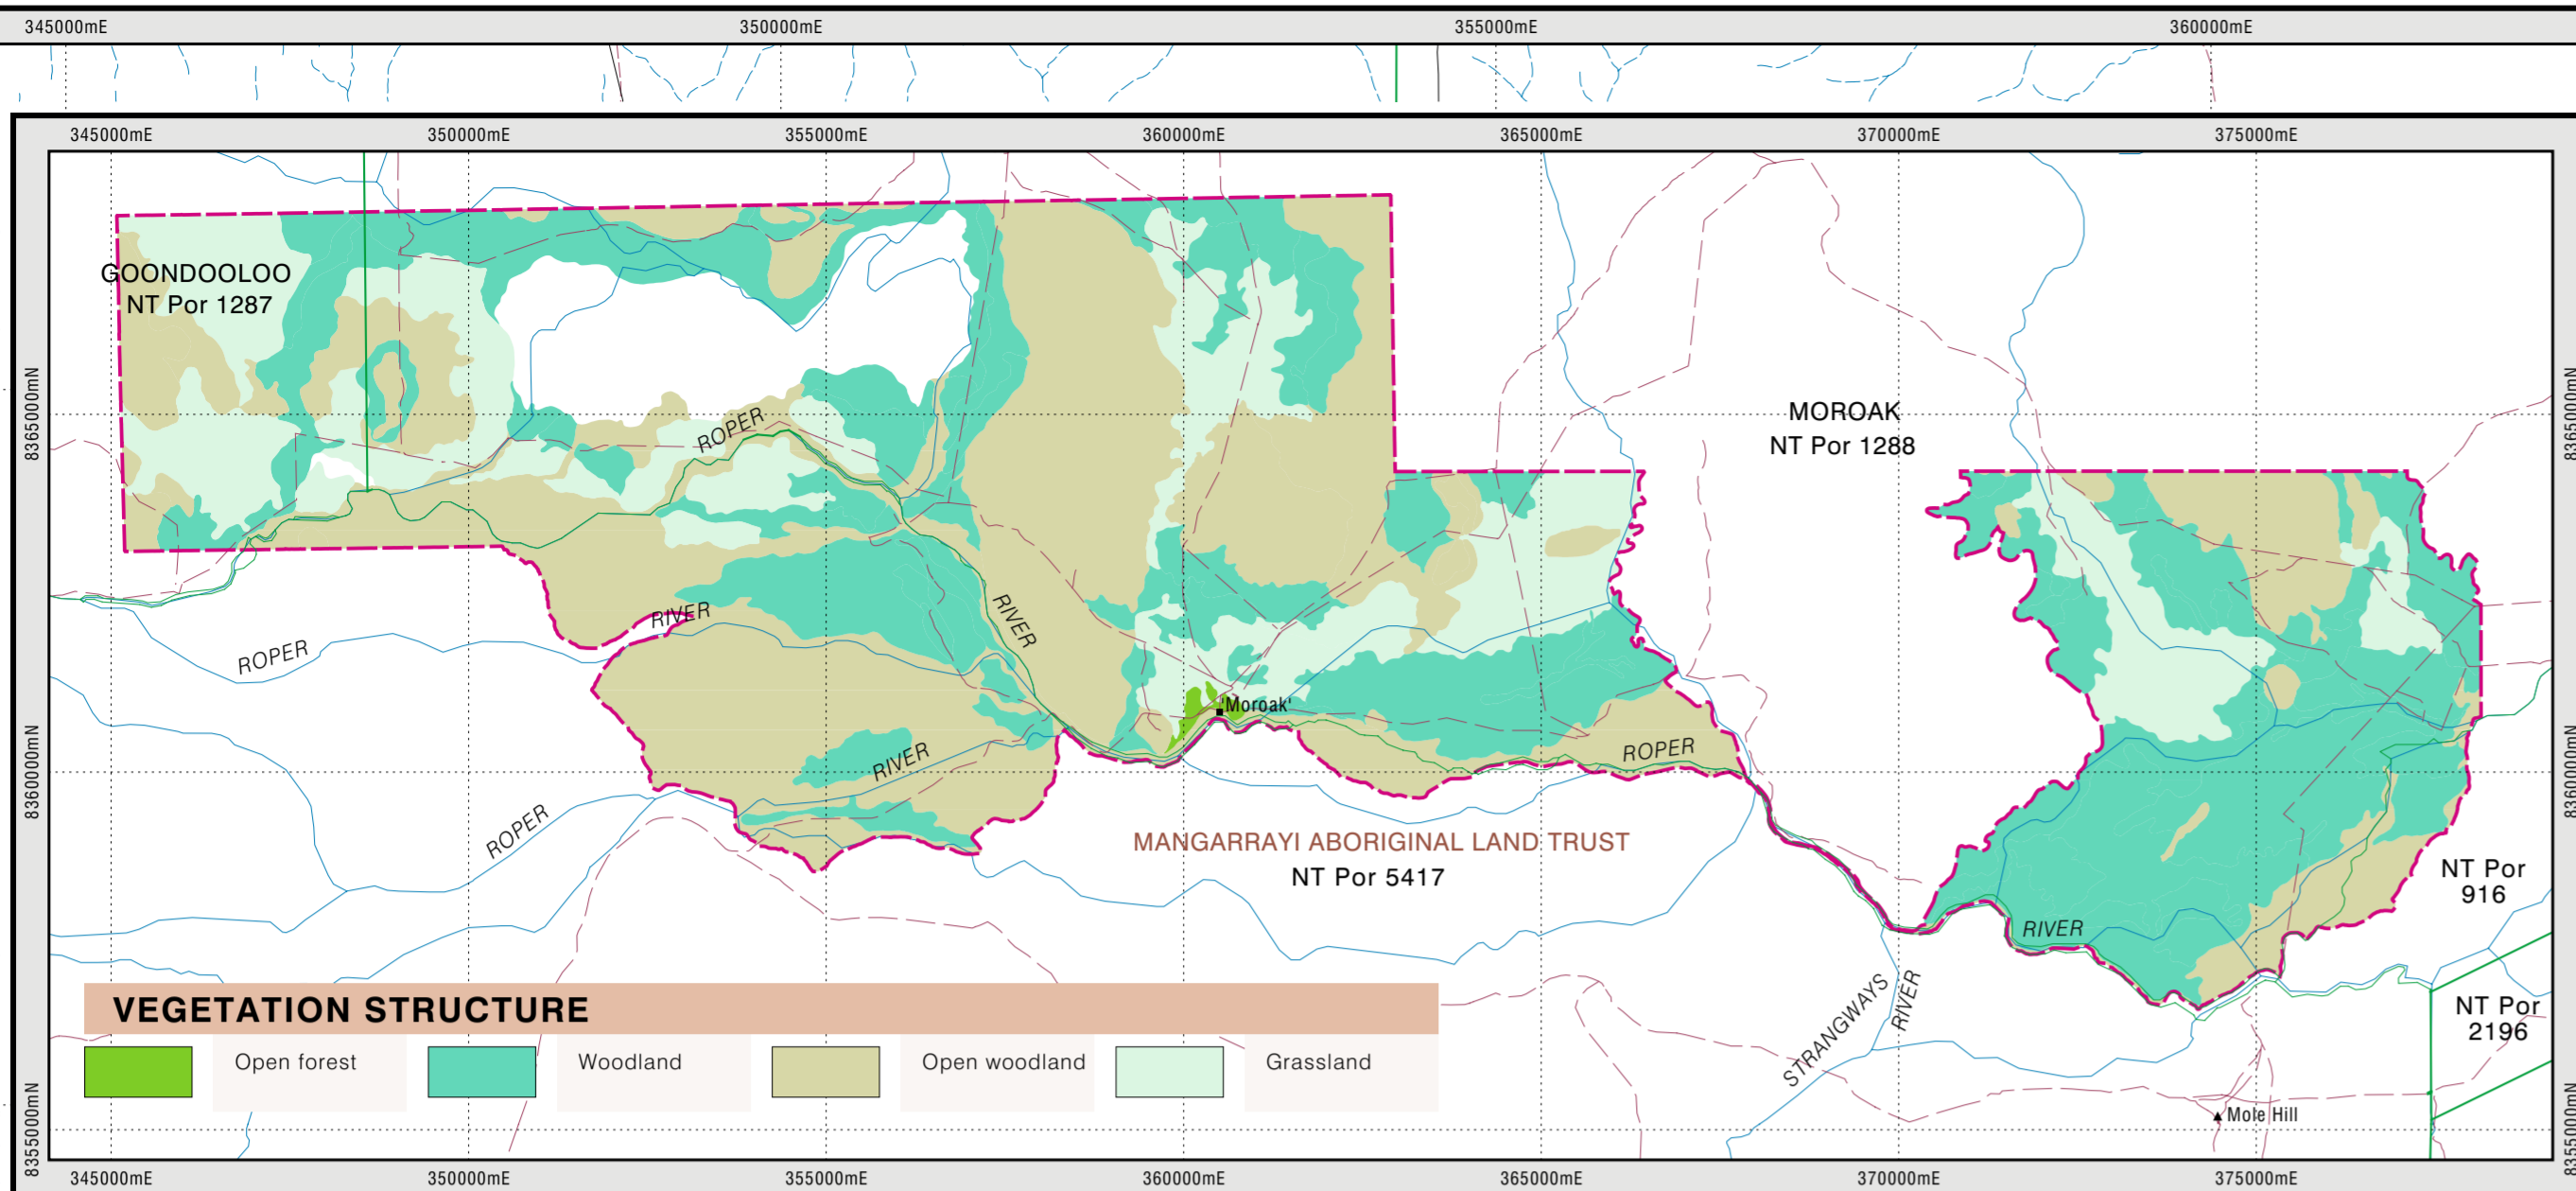 345000mE 350000mE 355000mE 360000mE
345000mE 350000mE 355000mE 360000mE 365000mE 370000mE 375000mE
GOONDOOLOO
NT Por 1287
8365000mN
8365000mN
MOROAK
NT Por 1288
ROPER
RIVER
RIVER
ROPER
'Moroak'
ROPER
RIVER
8360000mN
8360000mN
ROPER
MANGARRAYI ABORIGINAL LAND TRUST
NT Por 5417
NT Por
916
RIVER
STRANGWAYS
RIVER
NT Por
2196
VEGETATION STRUCTURE
Open forest
Woodland
Open woodland
Grassland
Mole Hill
8355000mN
8355000mN
345000mE 350000mE 355000mE 360000mE 365000mE 370000mE 375000mE